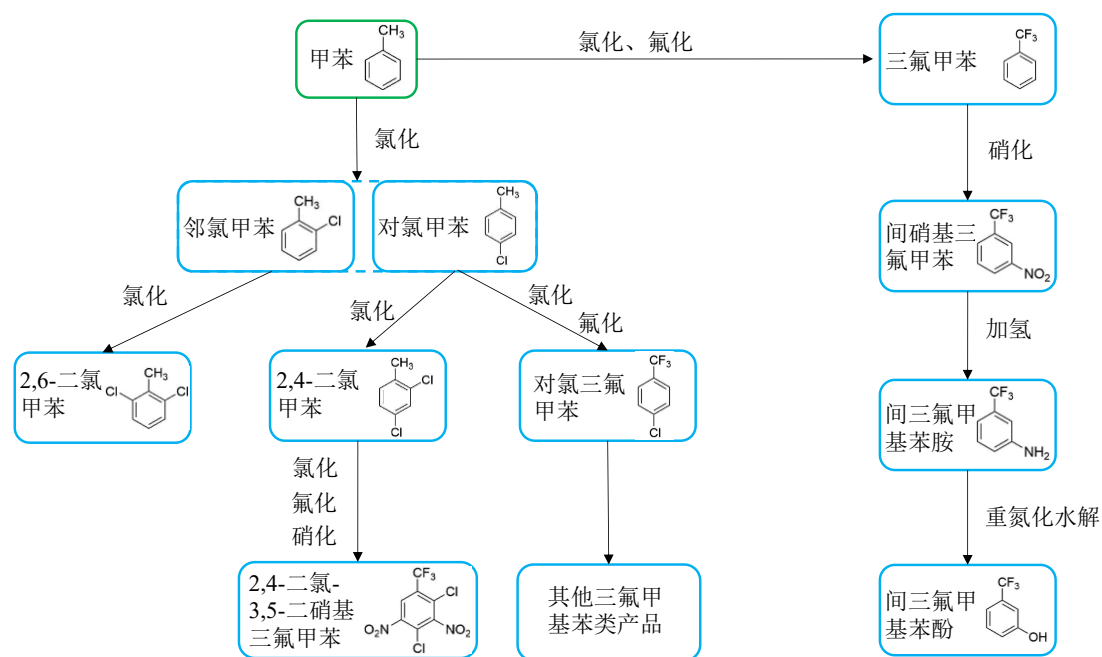 甲苯
CH3
氯化、氟化
三氟甲苯
CF3
氯化
硝化
邻氯甲苯
CH3
Cl
对氯甲苯
CH3
Cl
间硝基三
氟甲苯
CF3
NO2
氯化
氯化
氯化
氟化
加氢
2,6-二氯
甲苯
CH3
Cl
Cl
2,4-二氯
甲苯
CH3
Cl
Cl
对氯三氟
甲苯
CF3
Cl
间三氟甲
基苯胺
CF3
NH2
氯化
氟化
硝化
重氮化水解
2,4-二氯-
3,5-二硝基
三氟甲苯
CF3
Cl
NO2
NO2
Cl
其他三氟甲
基苯类产品
间三氟甲
基苯酚
CF3
OH